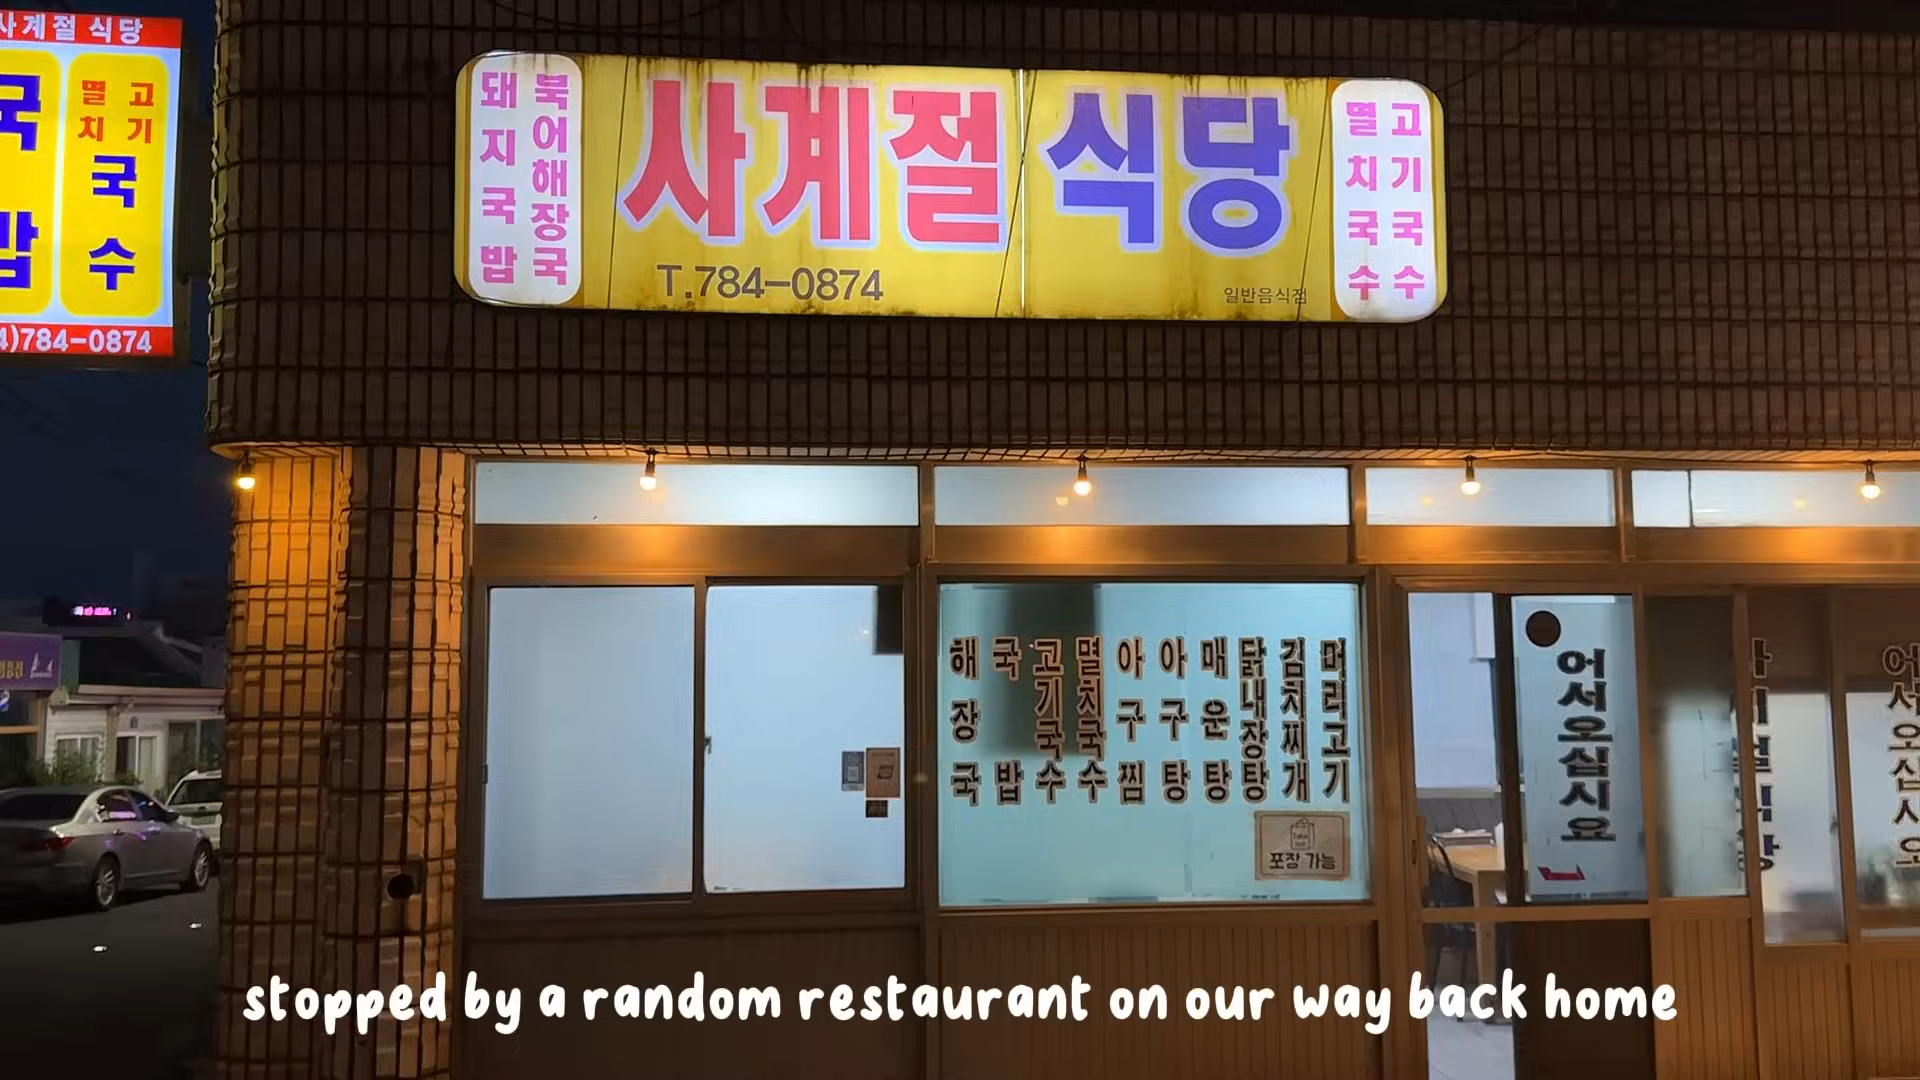 사계절 식당
멸치 고기
국수
784-0874
돼지국밥
북어해장국
사계절 식당
T.784-0874
일반음식점
멸치국수
고기국수
해장국
국밥
고기국수
멸치국수
아구찜
아구탕
매운탕
닭내장탕
김치찌개
머리고기
Take out
포장 가능
어서오십시요
어서오십시요
stopped by a random restaurant on our way back home